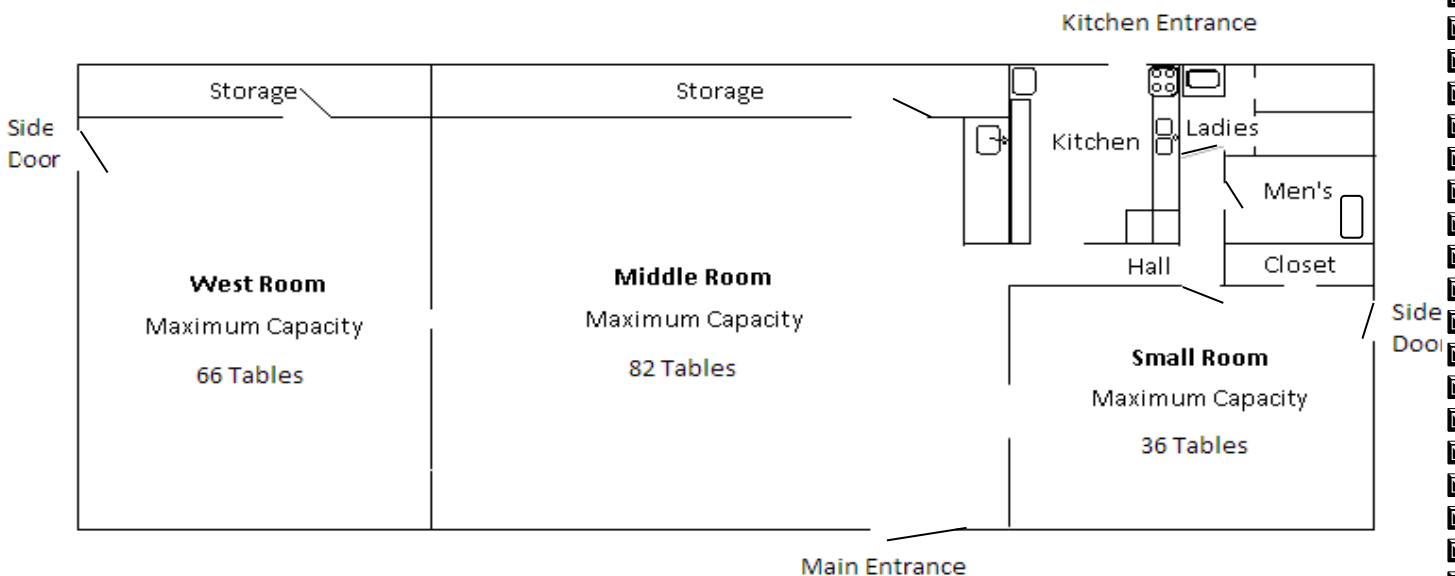 Kitchen Entrance
Storage
Storage
Side
Door
Kitchen
Ladies
Men's
Hall
Closet
West Room
Maximum Capacity
66 Tables
Middle Room
Maximum Capacity
82 Tables
Side
Door
Small Room
Maximum Capacity
36 Tables
Main Entrance